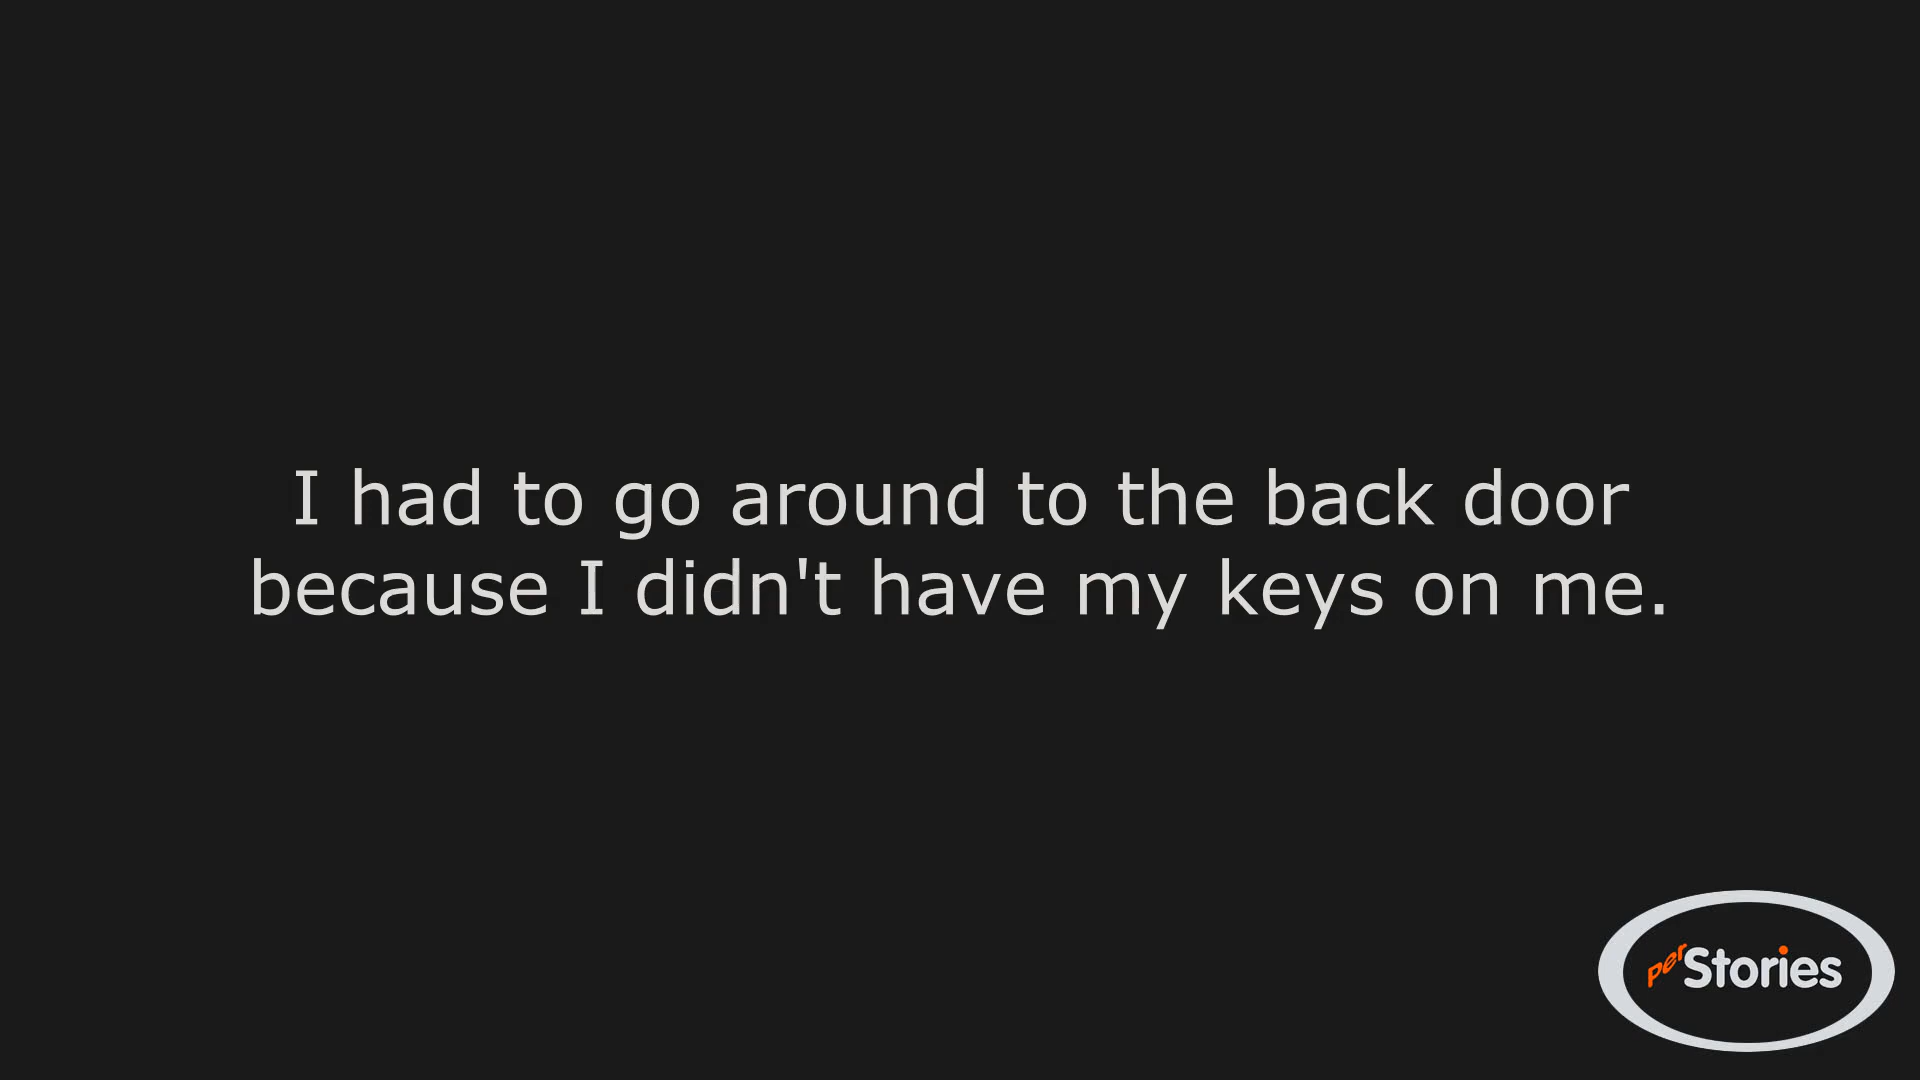 I had to go around to the back door
because I didn't have my keys on me.
perStories